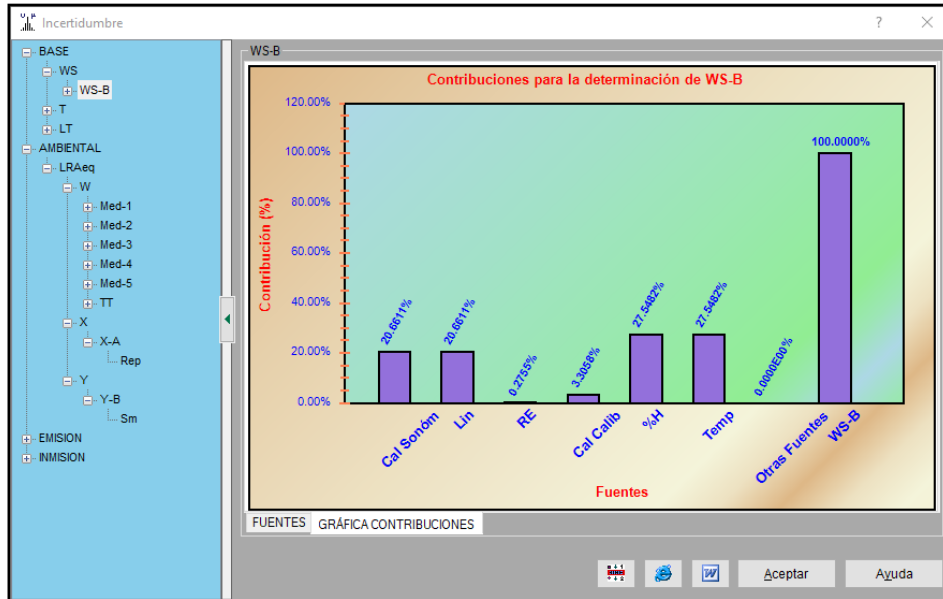 Incertidumbre
?
BASE
WS
WS-B
T
LT
AMBIENTAL
LRAeq
W
Med-1
Med-2
Med-3
Med-4
Med-5
TT
X
X-A
Rep
Y
Y-B
Sm
EMISION
INMISION
WS-B
Contribuciones para la determinación de WS-B
Contribución (%)
120.00%
100.00%
80.00%
60.00%
40.00%
20.00%
0.00%
20.6611%
20.6611%
0.2755%
3.3058%
27.5482%
27.5482%
0.0000E00%
100.0000%
Cal Sonóm
Lin
RE
Cal Calib
%H
Temp
Otras Fuentes
WS-B
Fuentes
FUENTES
GRÁFICA CONTRIBUCIONES
Aceptar
Ayuda